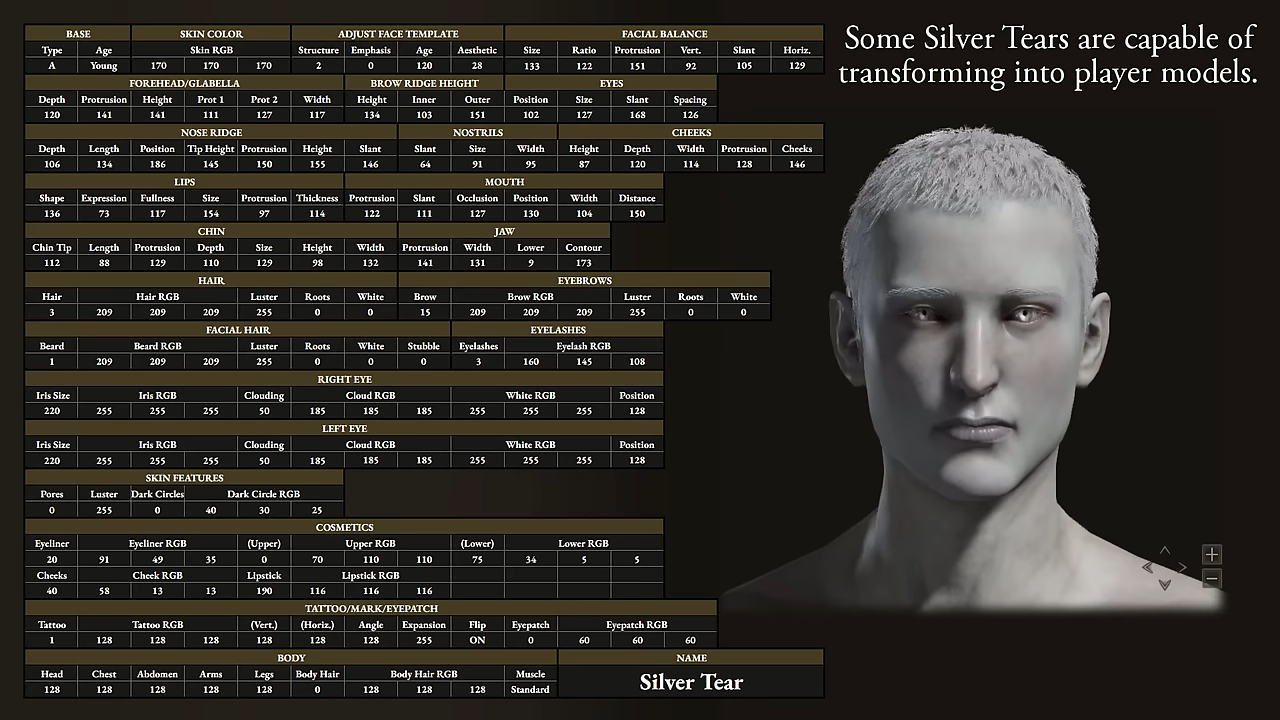 Some Silver Tears are capable of
transforming into player models.
BASE SKIN COLOR ADJUST FACE TEMPLATE FACIAL BALANCE
Type Age Skin RGB Structure Emphasis Age Aesthetic Size Ratio Protrusion Vert. Slant Horiz.
A Young 170 170 170 2 0 120 28 133 122 151 92 105 129
FOREHEAD/GLABELLA BROW RIDGE HEIGHT EYES
Depth Protrusion Height Prot 1 Prot 2 Width Height Inner Outer Position Size Slant Spacing
120 141 141 111 127 117 134 103 151 102 127 168 126
NOSE RIDGE NOSTRILS CHEEKS
Depth Length Position Tip Height Protrusion Height Slant Slant Size Width Height Depth Width Protrusion Cheeks
106 134 186 145 150 155 146 64 91 95 87 120 114 128 146
LIPS MOUTH
Shape Expression Fullness Size Protrusion Thickness Protrusion Slant Occlusion Position Width Distance
136 73 117 154 97 114 122 111 127 130 104 150
CHIN JAW
Chin Tip Length Protrusion Depth Size Height Width Protrusion Width Lower Contour
112 88 129 110 129 98 132 141 131 9 173
HAIR EYEBROWS
Hair Hair RGB Luster Roots White Brow Brow RGB Luster Roots White
3 209 209 209 255 0 0 15 209 209 209 255 0 0
FACIAL HAIR EYELASHES
Beard Beard RGB Luster Roots White Stubble Eyelashes Eyelash RGB
1 209 209 209 255 0 0 0 3 160 145 108
RIGHT EYE
Iris Size Iris RGB Clouding Cloud RGB White RGB Position
220 255 255 255 50 185 185 185 255 255 255 128
LEFT EYE
Iris Size Iris RGB Clouding Cloud RGB White RGB Position
220 255 255 255 50 185 185 185 255 255 255 128
SKIN FEATURES
Pores Luster Dark Circles Dark Circle RGB
0 255 0 40 30 25
COSMETICS
Eyeliner Eyeliner RGB (Upper) Upper RGB (Lower) Lower RGB
20 91 49 35 0 70 110 110 75 34 5 5
Cheeks Cheek RGB Lipstick Lipstick RGB
40 58 13 13 190 116 116 116
TATTOO/MARK/EYEPATCH
Tattoo Tattoo RGB (Vert.) (Horiz.) Angle Expansion Flip Eyepatch Eyepatch RGB
1 128 128 128 128 128 128 255 ON 0 60 60 60
BODY NAME
Head Chest Abdomen Arms Legs Body Hair Body Hair RGB Muscle
128 128 128 128 128 0 128 128 128 Standard
Silver Tear